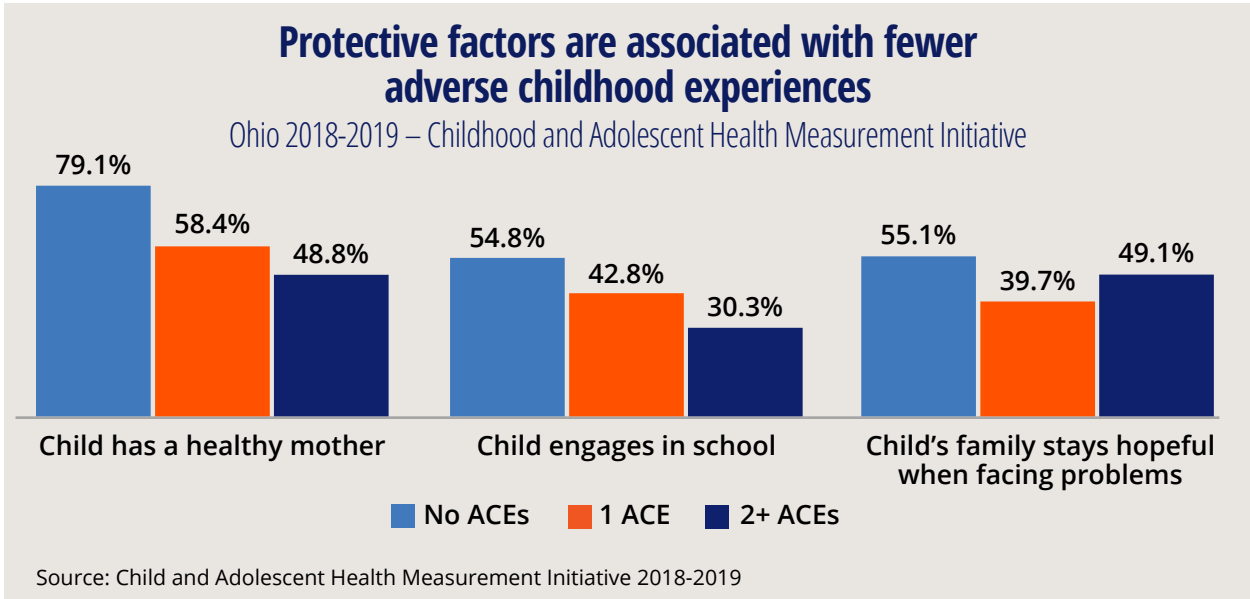 Protective factors are associated with fewer
adverse childhood experiences
Ohio 2018-2019 – Childhood and Adolescent Health Measurement Initiative
79.1%
58.4%
48.8%
54.8%
42.8%
30.3%
55.1%
39.7%
49.1%
Child has a healthy mother
Child engages in school
Child’s family stays hopeful
when facing problems
No ACEs
1 ACE
2+ ACEs
Source: Child and Adolescent Health Measurement Initiative 2018-2019